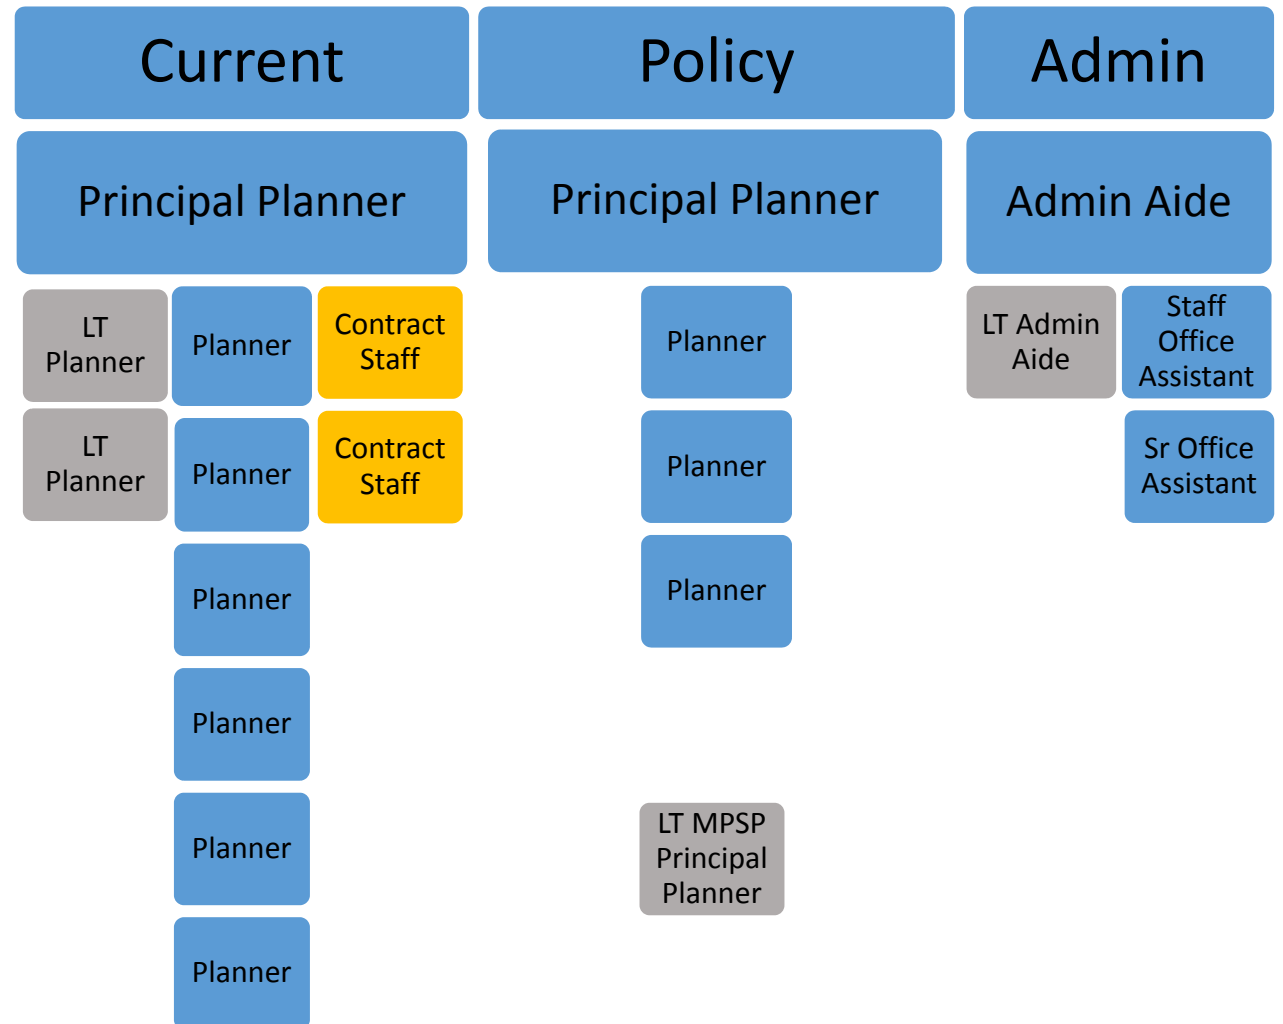 Current
Policy
Admin
Principal Planner
Principal Planner
Admin Aide
LT
Planner
Planner
Contract
Staff
Planner
LT Admin
Aide
Staff
Office
Assistant
LT
Planner
Planner
Contract
Staff
Planner
Sr Office
Assistant
Planner
Planner
Planner
Planner
LT MPSP
Principal
Planner
Planner